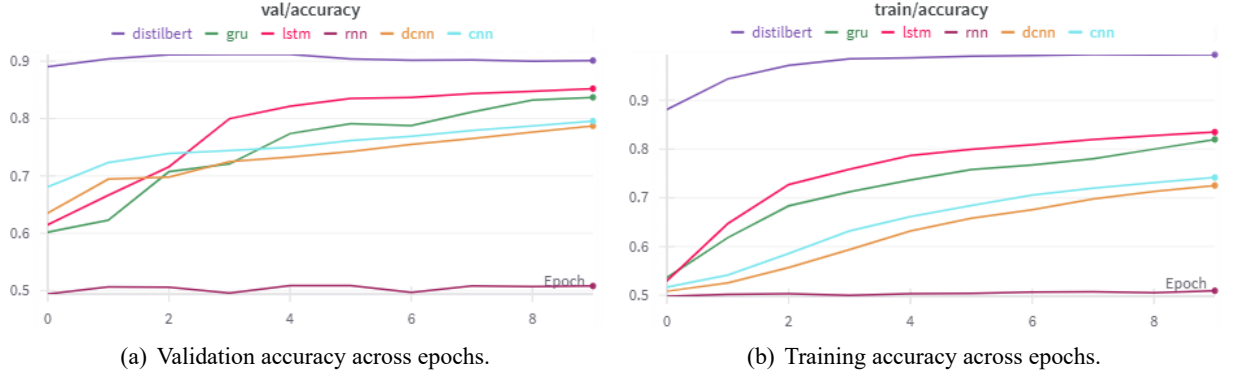 val/accuracy
distilbert gru lstm rnn dcnn cnn
0.9
0.8
0.7
0.6
0.5
Epoch
0 2 4 6 8
(a) Validation accuracy across epochs.
train/accuracy
distilbert gru lstm rnn dcnn cnn
0.9
0.8
0.7
0.6
0.5
Epoch
0 2 4 6 8
(b) Training accuracy across epochs.